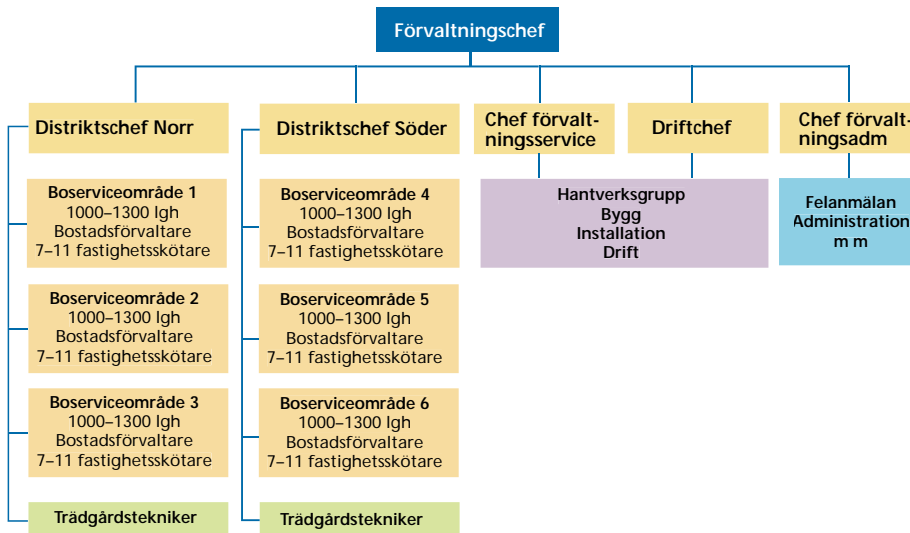 Förvaltningschef
Distriktschef Norr
Boserviceområde 1
1000–1300 lgh
Bostadsförvaltare
7–11 fastighetsskötare
Boserviceområde 2
1000–1300 lgh
Bostadsförvaltare
7–11 fastighetsskötare
Boserviceområde 3
1000–1300 lgh
Bostadsförvaltare
7–11 fastighetsskötare
Trädgårdstekniker
Distriktschef Söder
Boserviceområde 4
1000–1300 lgh
Bostadsförvaltare
7–11 fastighetsskötare
Boserviceområde 5
1000–1300 lgh
Bostadsförvaltare
7–11 fastighetsskötare
Boserviceområde 6
1000–1300 lgh
Bostadsförvaltare
7–11 fastighetsskötare
Trädgårdstekniker
Chef förvalt-
ningsservice
Driftchef
Hantverksgrupp
Bygg
Installation
Drift
Chef förvalt-
ningsadm
Felanmälan
Administration
m m